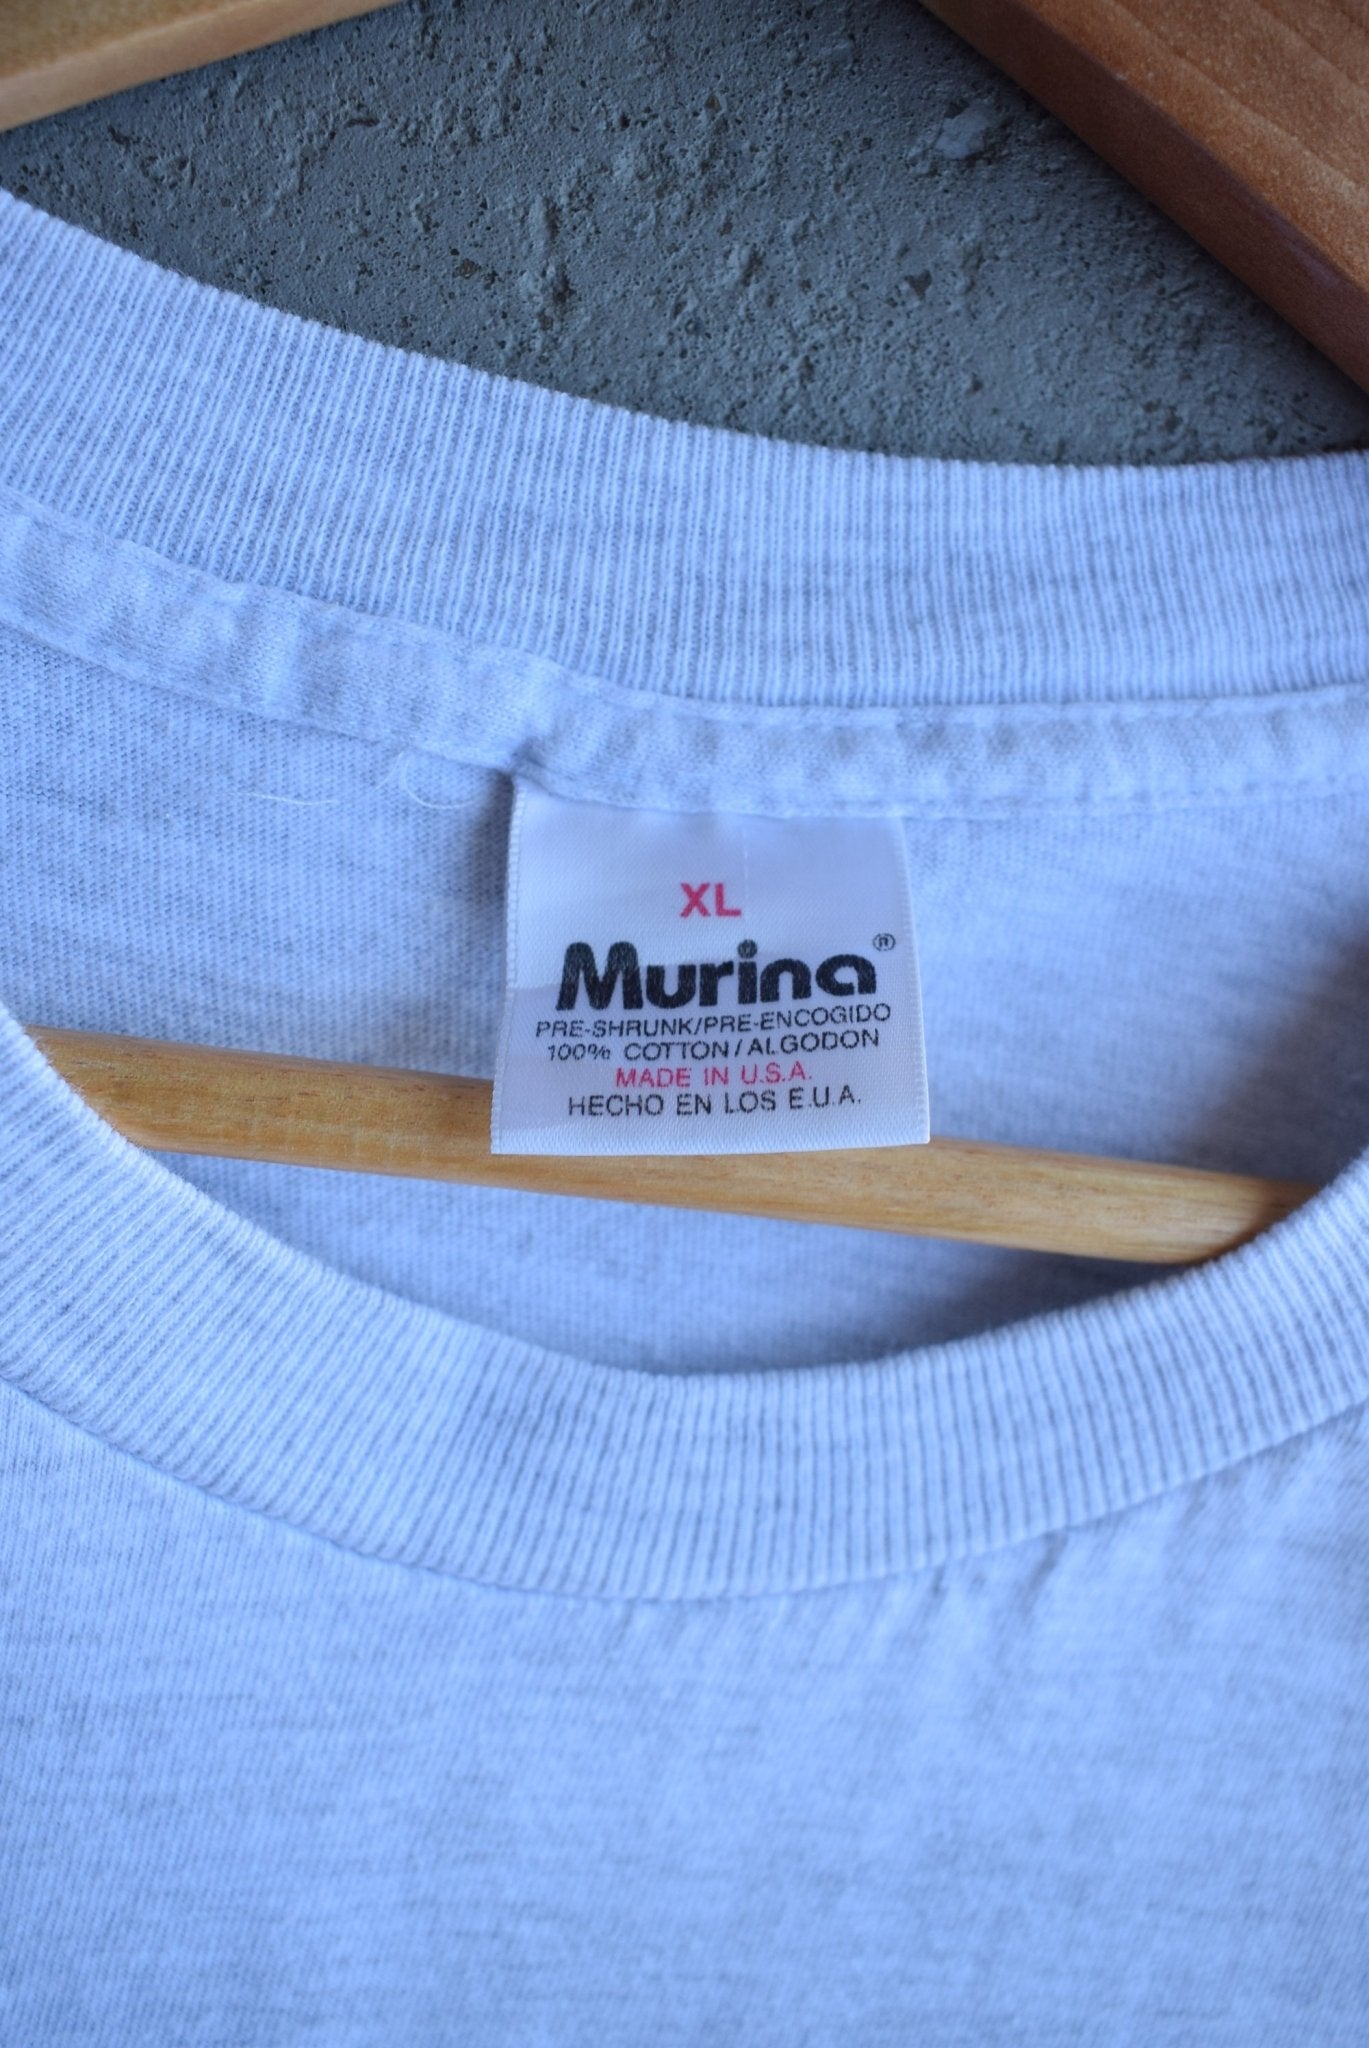 XL
Murina®
PRE-SHRUNK/PRE-ENCOGIDO
100% COTTON/ALGODON
MADE IN U.S.A.
HECHO EN LOS E.U.A.